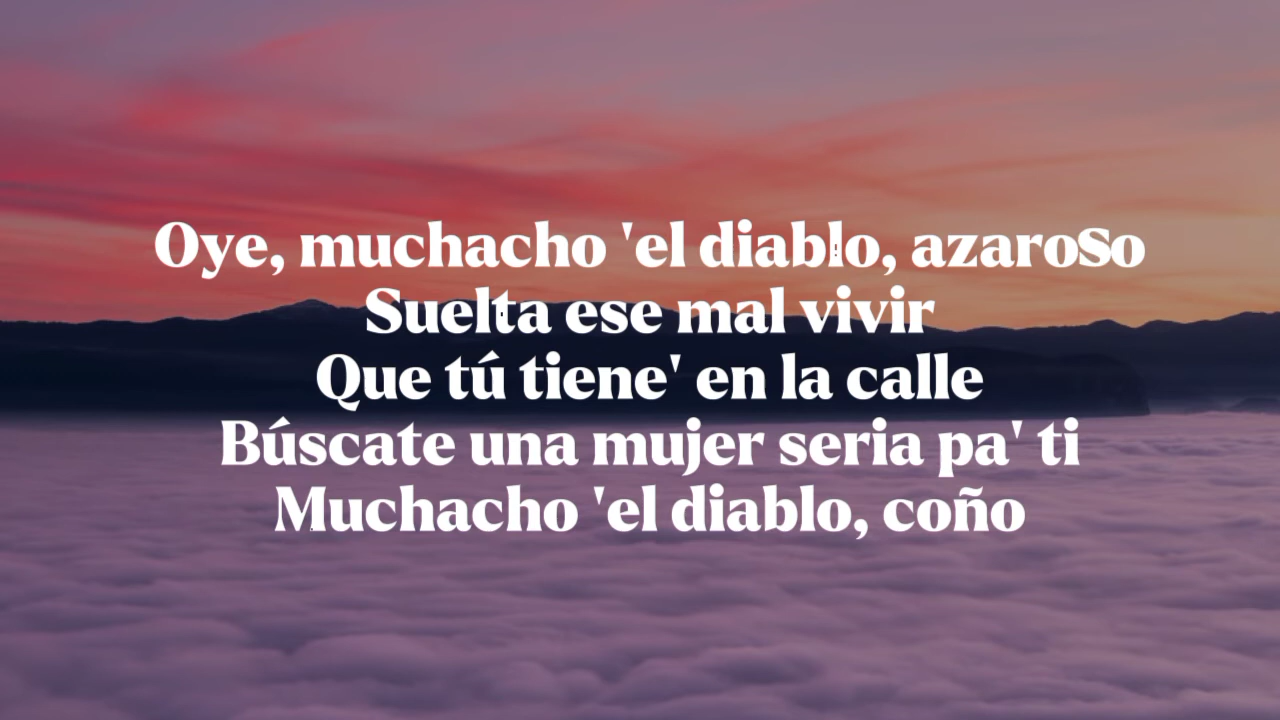 Oye, muchacho 'el diablo, azaroso
Suelta ese mal vivir
Que tú tiene' en la calle
Búscate una mujer seria pa' ti
Muchacho 'el diablo, coño